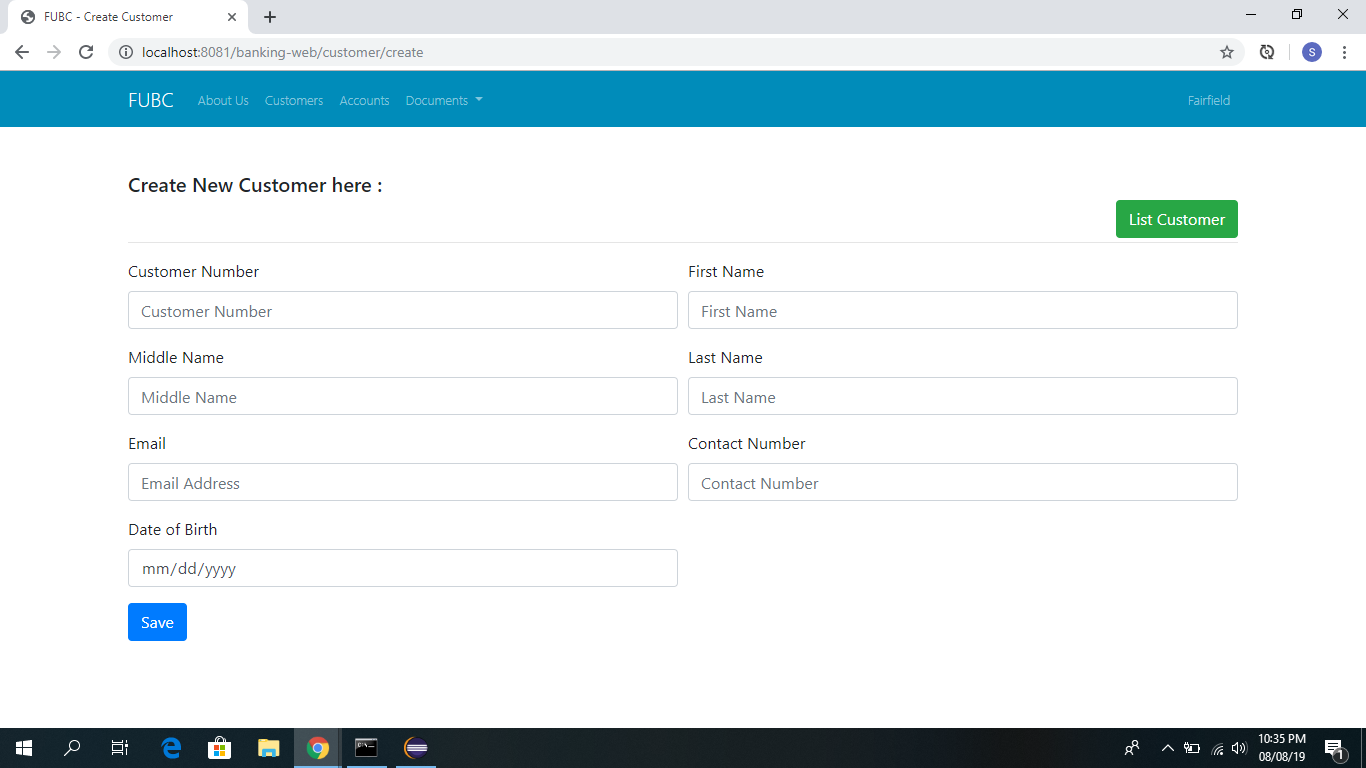 FUBC - Create Customer
localhost:8081/banking-web/customer/create
S
FUBC About Us Customers Accounts Documents Fairfield
Create New Customer here :
List Customer
Customer Number First Name
Customer Number First Name
Middle Name Last Name
Middle Name Last Name
Email Contact Number
Email Address Contact Number
Date of Birth
mm/dd/yyyy
Save
10:35 PM
08/08/19
1